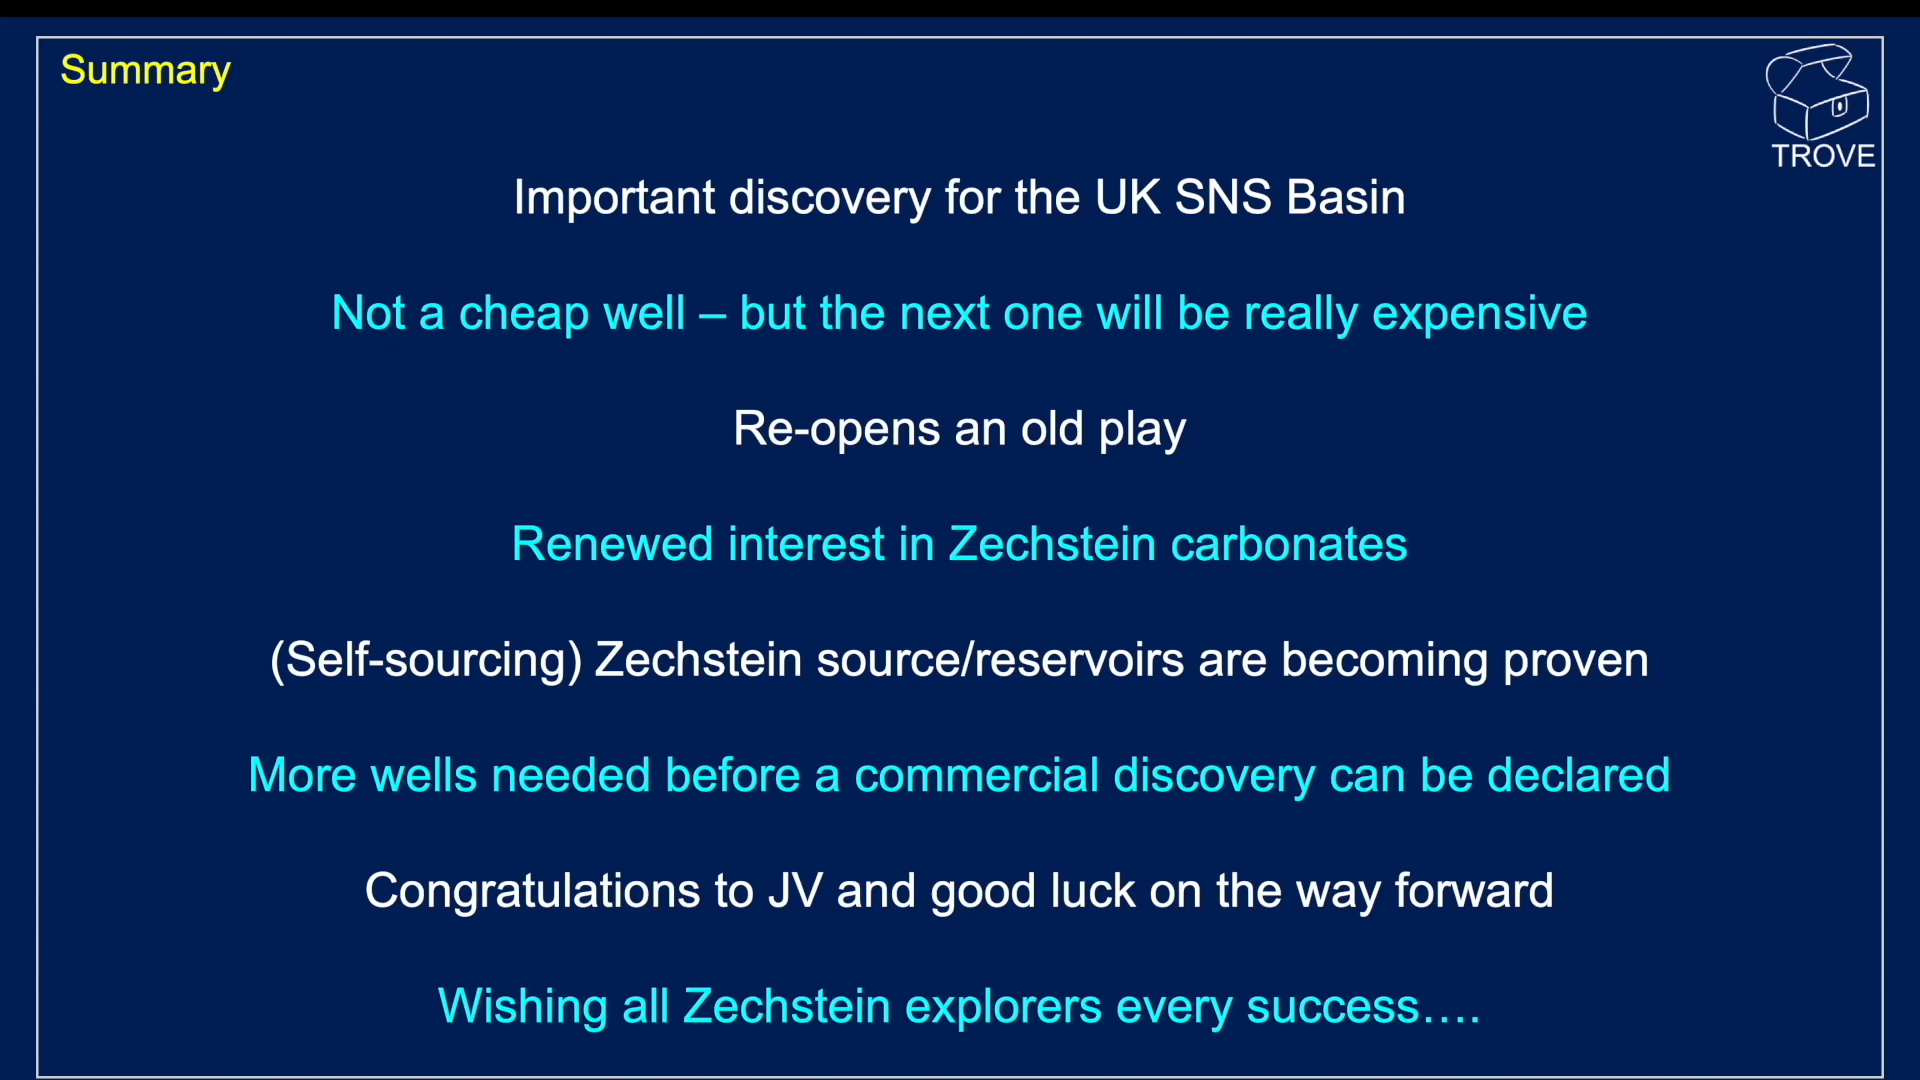 Summary
TROVE
Important discovery for the UK SNS Basin
Not a cheap well – but the next one will be really expensive
Re-opens an old play
Renewed interest in Zechstein carbonates
(Self-sourcing) Zechstein source/reservoirs are becoming proven
More wells needed before a commercial discovery can be declared
Congratulations to JV and good luck on the way forward
Wishing all Zechstein explorers every success….